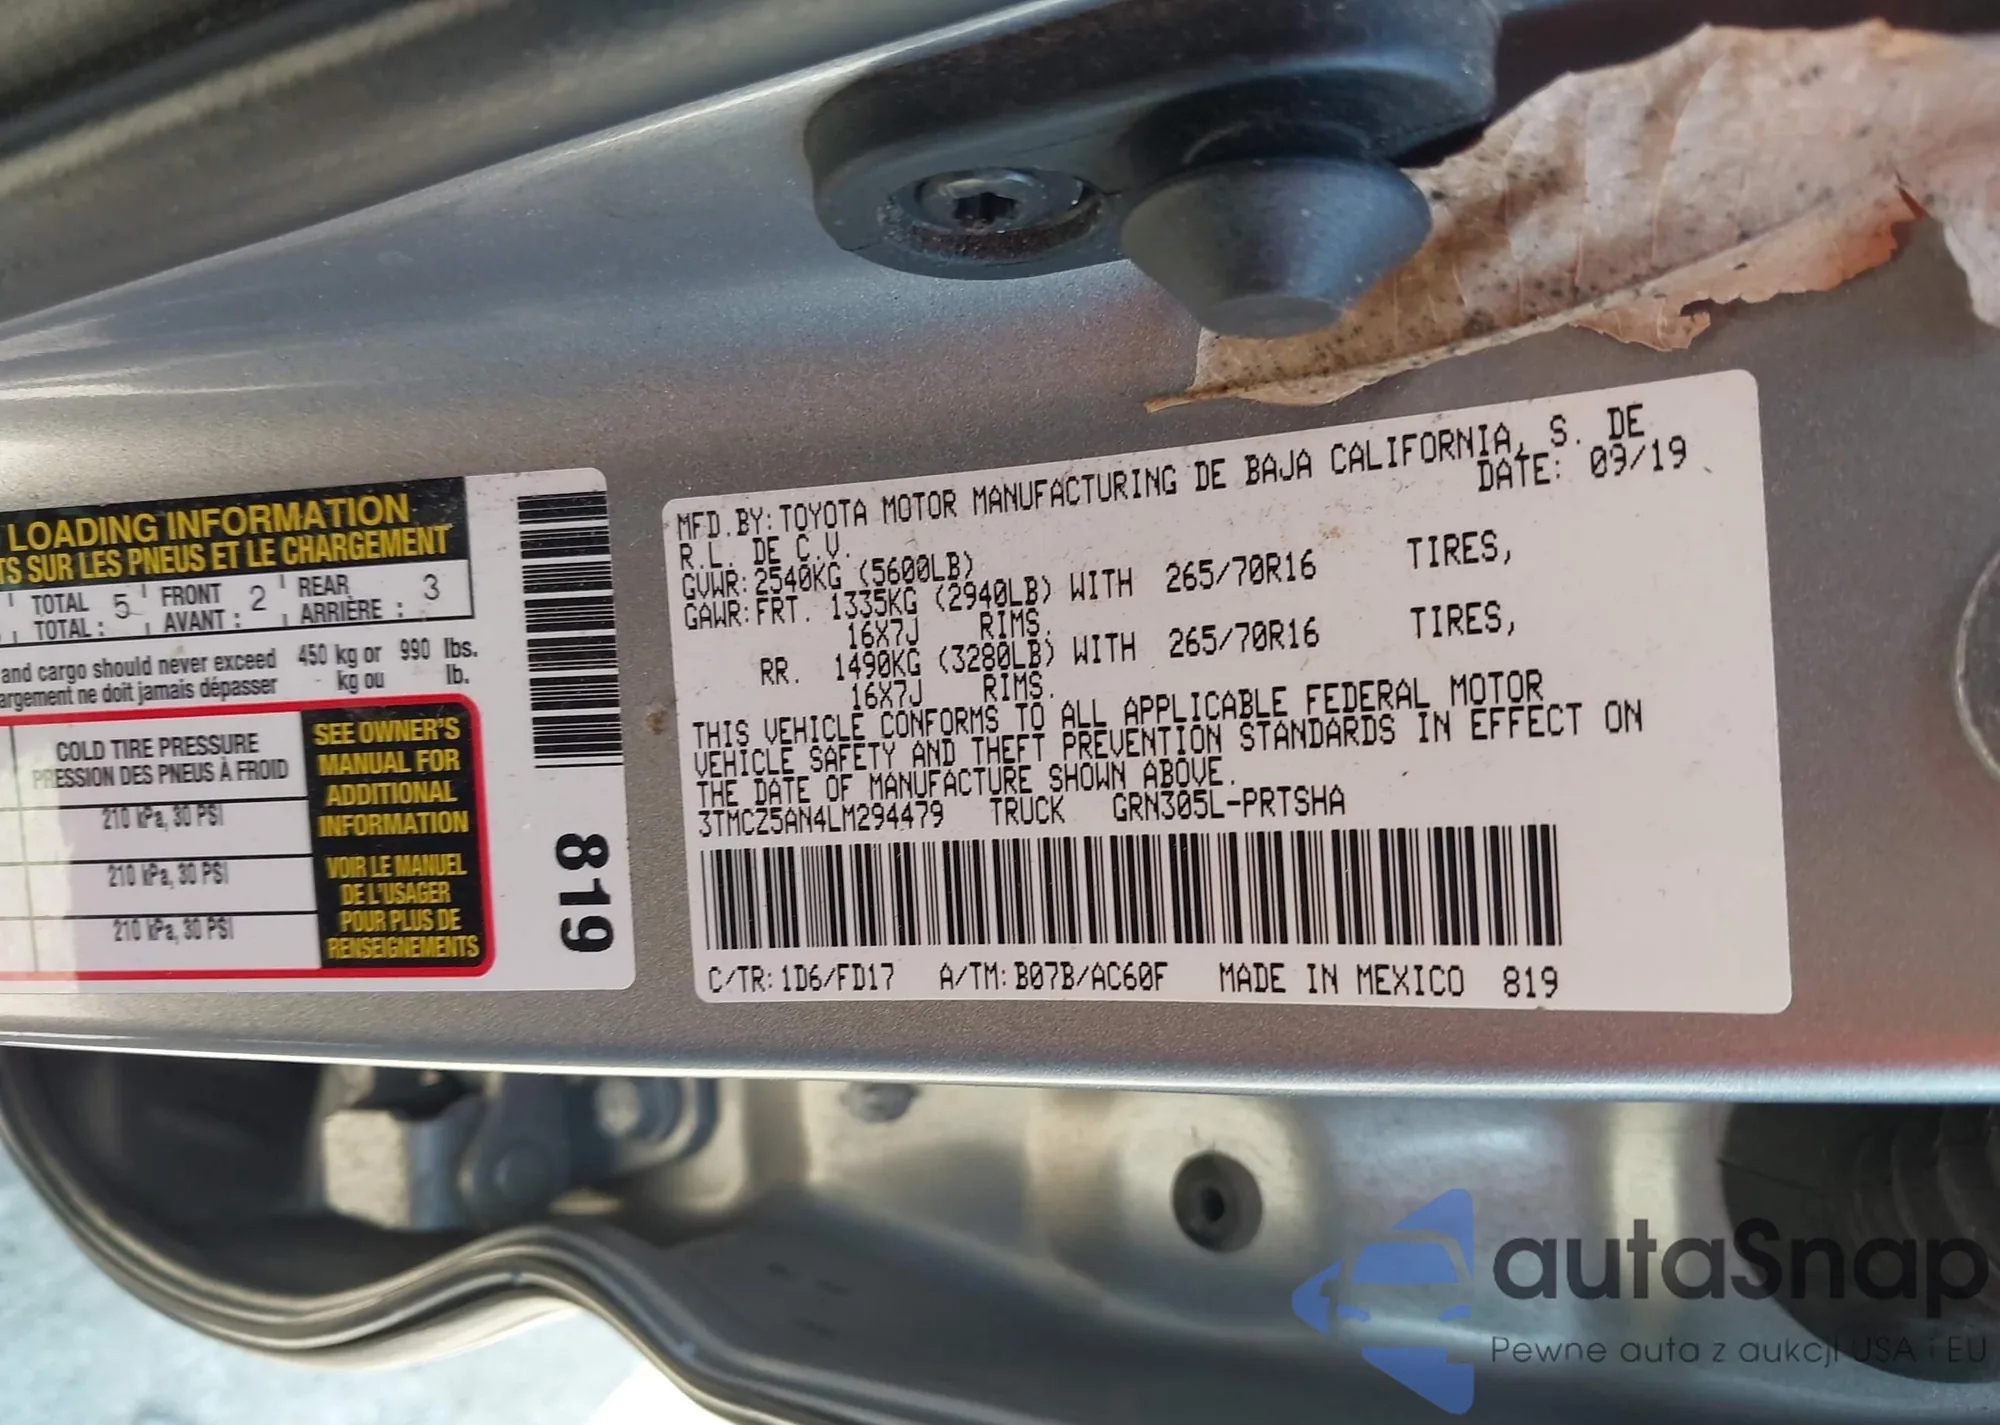 LOADING INFORMATION
TS SUR LES PNEUS ET LE CHARGEMENT
TOTAL 5 FRONT 2 REAR 3
TOTAL : AVANT : ARRIÈRE :
and cargo should never exceed 450 kg or 990 lbs.
argement ne doit jamais dépasser kg ou lb.
COLD TIRE PRESSURE
PRESSION DES PNEUS À FROID
210 kPa, 30 PSI
210 kPa, 30 PSI
210 kPa, 30 PSI
SEE OWNER'S
MANUAL FOR
ADDITIONAL
INFORMATION
VOIR LE MANUEL
DE L'USAGER
POUR PLUS DE
RENSEIGNEMENTS
819
MFD.BY:TOYOTA MOTOR MANUFACTURING DE BAJA CALIFORNIA, S. DE
R.L. DE C.V. DATE: 09/19
GVWR:2540KG (5600LB)
GAWR:FRT. 1335KG (2940LB) WITH 265/70R16 TIRES,
16X7J RIMS.
RR. 1490KG (3280LB) WITH 265/70R16 TIRES,
16X7J RIMS.
THIS VEHICLE CONFORMS TO ALL APPLICABLE FEDERAL MOTOR
VEHICLE SAFETY AND THEFT PREVENTION STANDARDS IN EFFECT ON
THE DATE OF MANUFACTURE SHOWN ABOVE.
3TMCZ5AN4LM294479 TRUCK GRN305L-PRTSHA
C/TR:1D6/FD17 A/TM:B07B/AC60F MADE IN MEXICO 819
autaSnap
Pewne auta z aukcji USA i EU